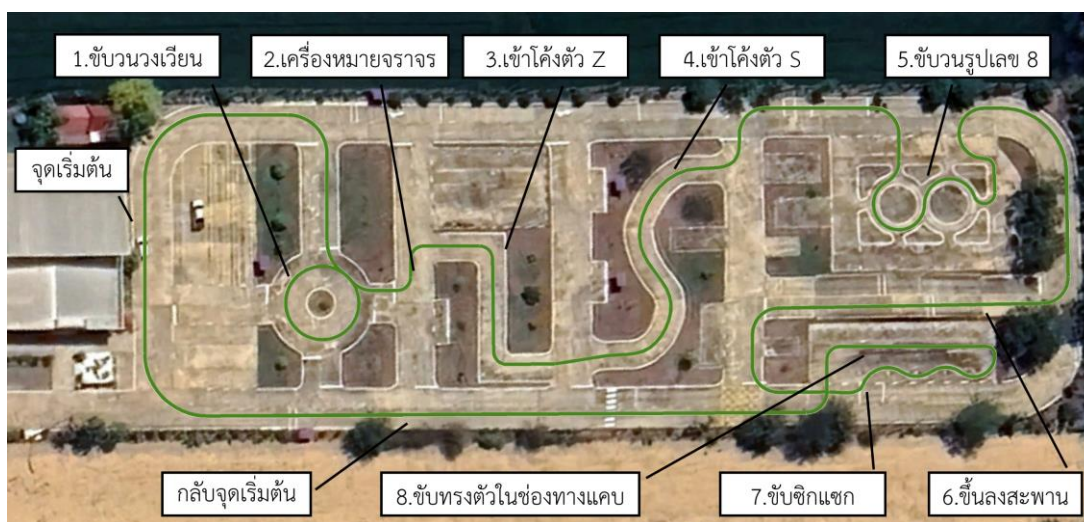 1.ขับวนวงเวียน
2.เครื่องหมายจราจร
3.เข้าโค้งตัว Z
4.เข้าโค้งตัว S
5.ขับวนรูปเลข 8
จุดเริ่มต้น
กลับจุดเริ่มต้น
8.ขับทรงตัวในช่องทางแคบ
7.ขับซิกแซก
6.ขึ้นลงสะพาน